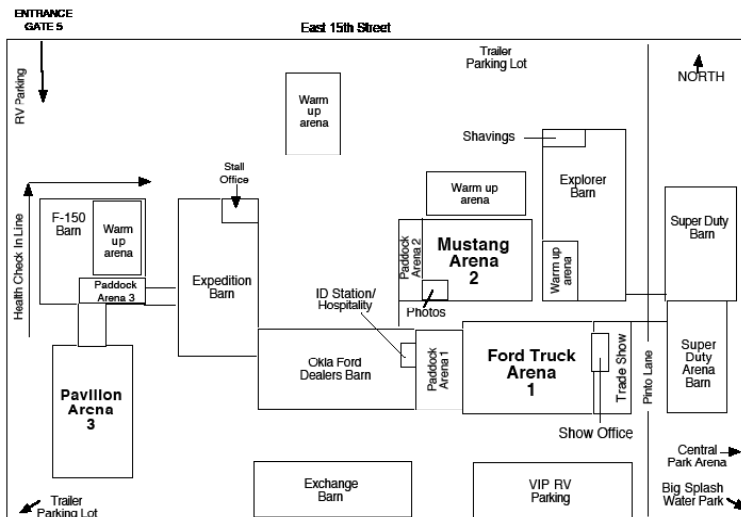 ENTRANCE
GATE 5
East 15th Street
RV Parking
Trailer
Parking Lot
NORTH
Warm
up
arena
Shavings
Stall
Office
Explorer
Barn
Warm up
arena
Health Check In Line
F-150
Barn
Warm
up
arena
Super Duty
Barn
Paddock
Arena 2
Mustang
Arena
2
Expedition
Barn
Warm up
arena
Paddock
Arena 3
ID Station/
Hospitality
Photos
Okla Ford
Dealers Barn
Paddock
Arena 1
Ford Truck
Arena
1
Trade Show
Pinto Lane
Super
Duty
Arena
Barn
Pavilion
Arena
3
Show Office
Central
Park Arena
Exchange
Barn
VIP RV
Parking
Big Splash
Water Park
Trailer
Parking Lot